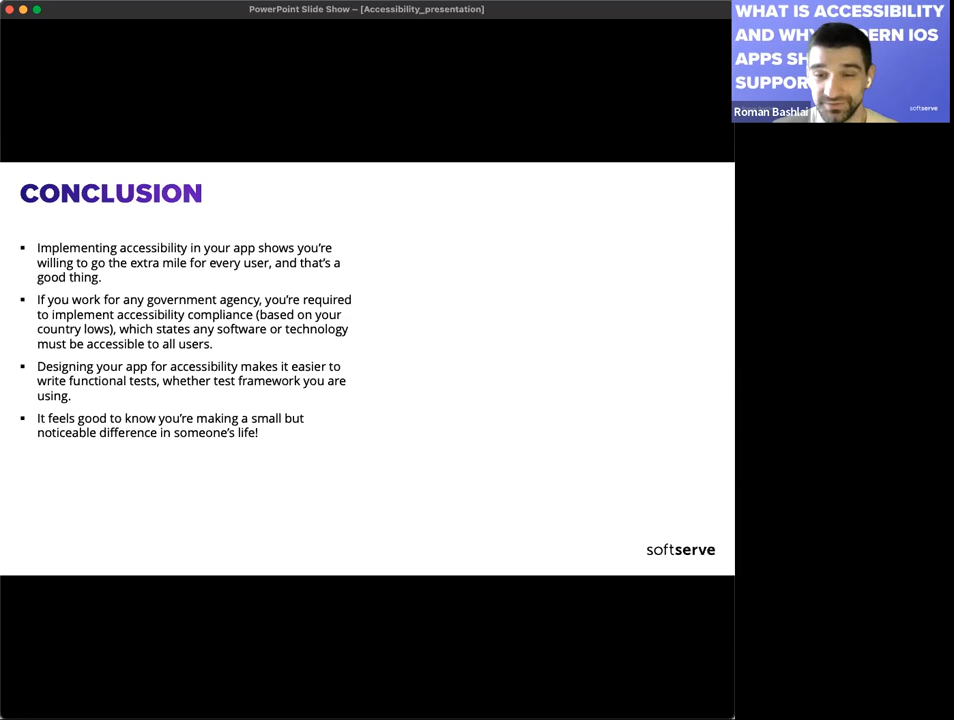 PowerPoint Slide Show – [Accessibility_presentation]
WHAT IS ACCESSIBILITY
AND WHY
IOS
APPS
SUPPOR
softserve
Roman Bashlai
CONCLUSION
▪ Implementing accessibility in your app shows you're
willing to go the extra mile for every user, and that's a
good thing.
▪ If you work for any government agency, you're required
to implement accessibility compliance (based on your
country lows), which states any software or technology
must be accessible to all users.
▪ Designing your app for accessibility makes it easier to
write functional tests, whether test framework you are
using.
▪ It feels good to know you're making a small but
noticeable difference in someone's life!
softserve